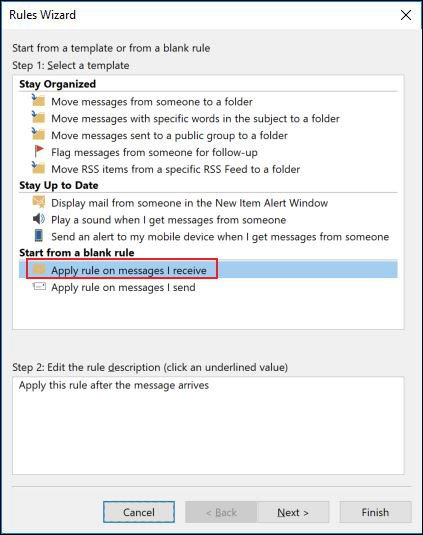 Rules Wizard
Start from a template or from a blank rule
Step 1: Select a template
Stay Organized
Move messages from someone to a folder
Move messages with specific words in the subject to a folder
Move messages sent to a public group to a folder
Flag messages from someone for follow-up
Move RSS items from a specific RSS Feed to a folder
Stay Up to Date
Display mail from someone in the New Item Alert Window
Play a sound when I get messages from someone
Send an alert to my mobile device when I get messages from someone
Start from a blank rule
Apply rule on messages I receive
Apply rule on messages I send
Step 2: Edit the rule description (click an underlined value)
Apply this rule after the message arrives
Cancel < Back Next > Finish